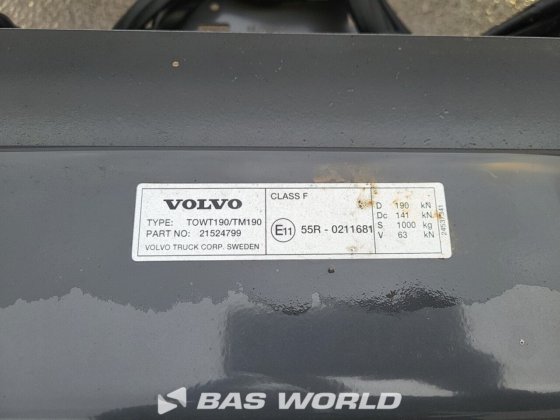 VOLVO
TYPE: TOWT190/TM190
PART NO: 21524799
VOLVO TRUCK CORP. SWEDEN
CLASS F
E11 55R - 0211681
D 190 kN
Dc 141 kN
S 1000 kg
V 63 kN
BAS WORLD